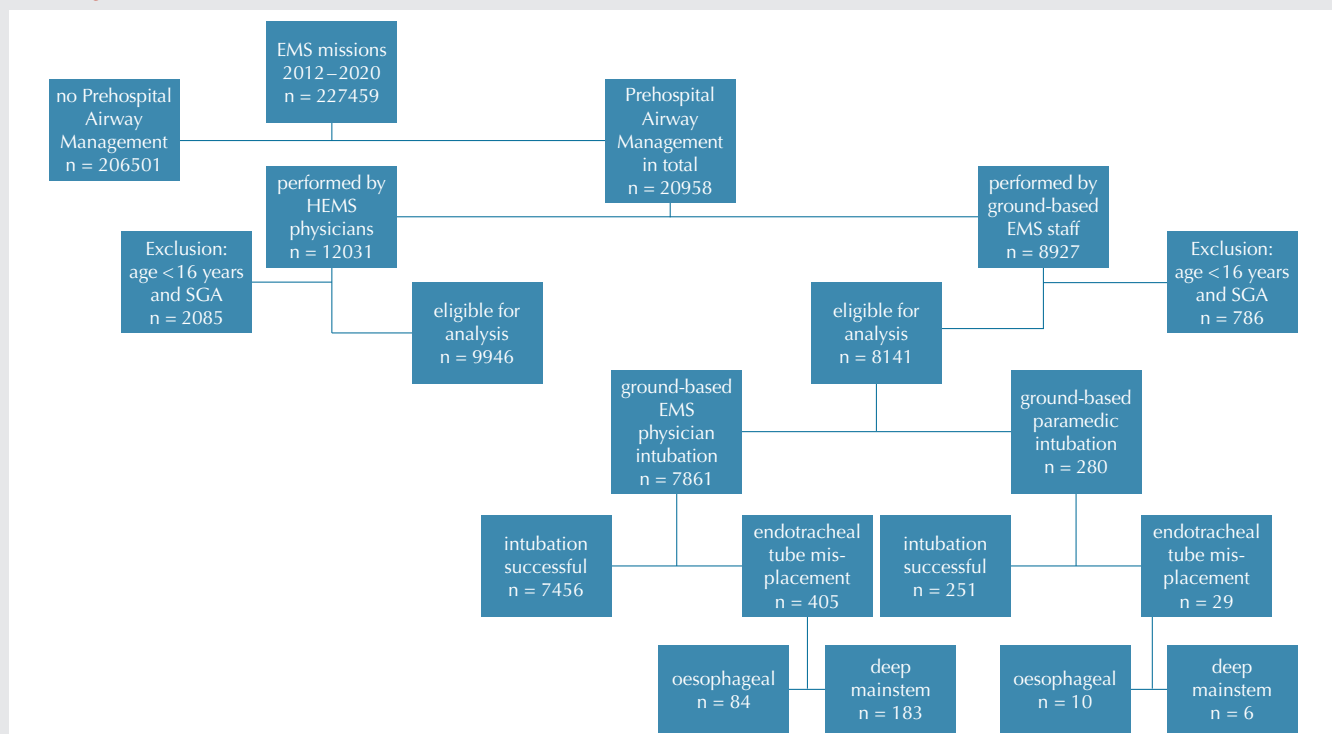 EMS missions
2012–2020
n = 227459
no Prehospital
Airway
Management
n = 206501
Prehospital
Airway
Management
in total
n = 20958
performed by
HEMS
physicians
n = 12031
performed by
ground-based
EMS staff
n = 8927
Exclusion:
age <16 years
and SGA
n = 2085
Exclusion:
age <16 years
and SGA
n = 786
eligible for
analysis
n = 9946
eligible for
analysis
n = 8141
ground-based
EMS
physician
intubation
n = 7861
ground-based
paramedic
intubation
n = 280
intubation
successful
n = 7456
endotracheal
tube mis-
placement
n = 405
intubation
successful
n = 251
endotracheal
tube mis-
placement
n = 29
oesophageal
n = 84
deep
mainstem
n = 183
oesophageal
n = 10
deep
mainstem
n = 6